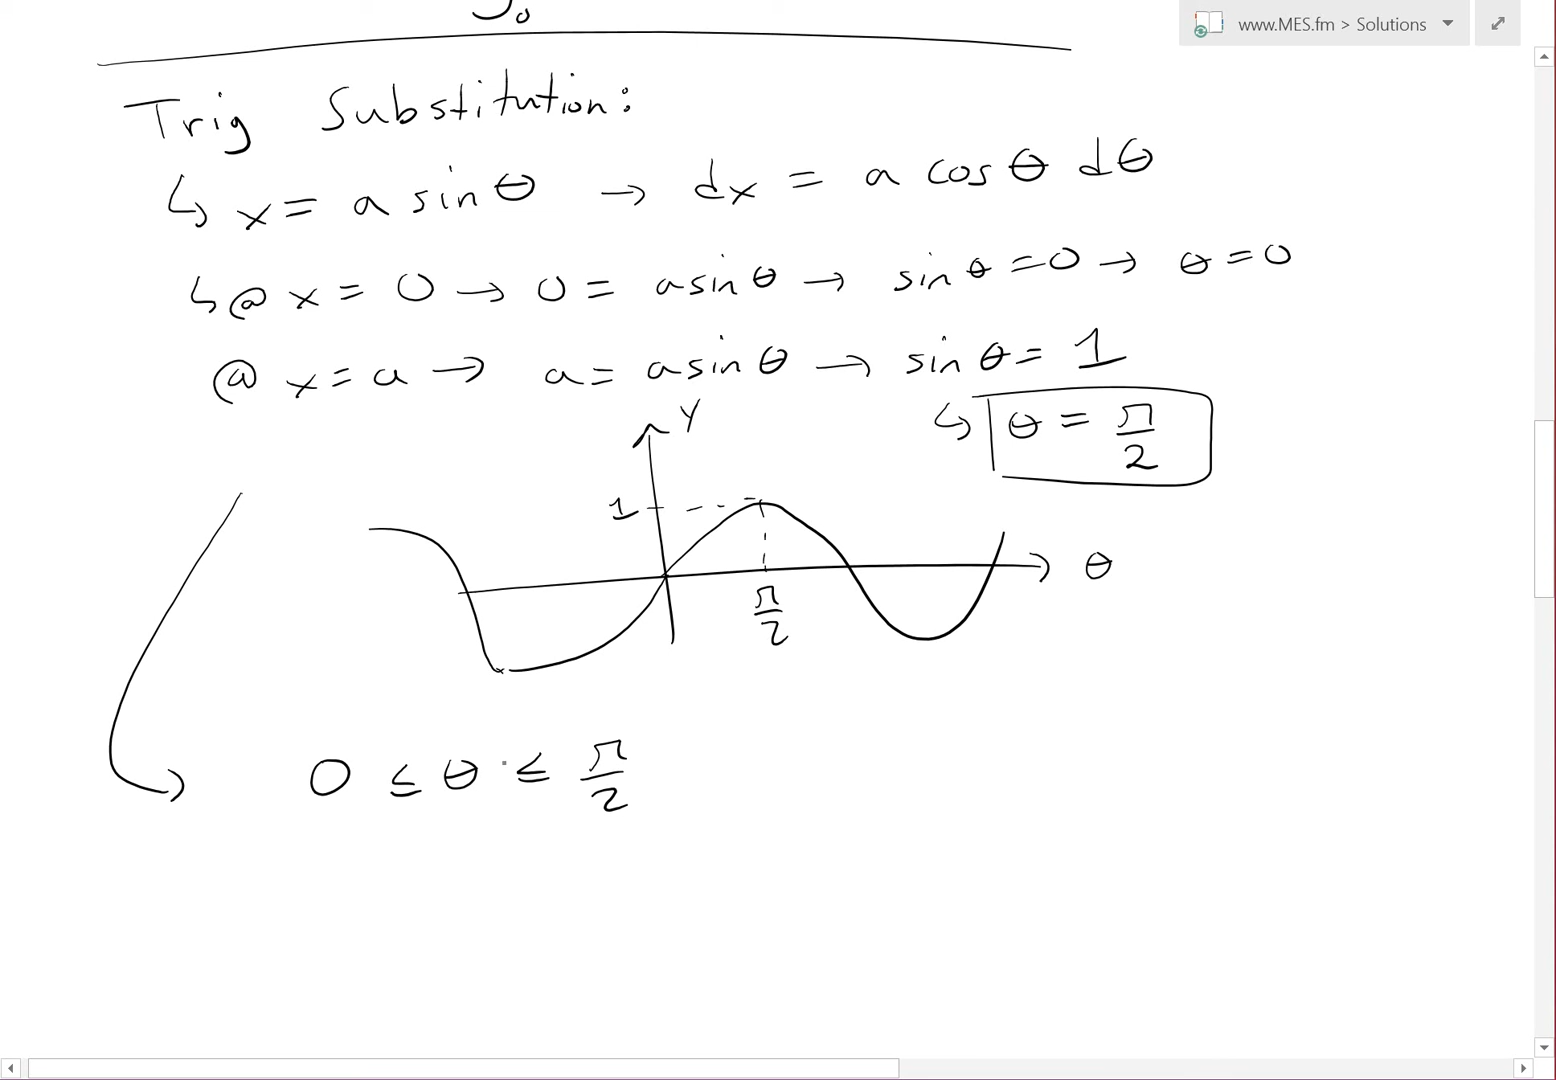 www.MES.fm > Solutions
Trig Substitution:
↳ x = a sin θ → dx = a cos θ dθ
↳ @ x = 0 → 0 = a sin θ → sin θ = 0 → θ = 0
@ x = a → a = a sin θ → sin θ = 1
↳ θ = π/2
Y
1
θ
π/2
0 ≤ θ ≤ π/2